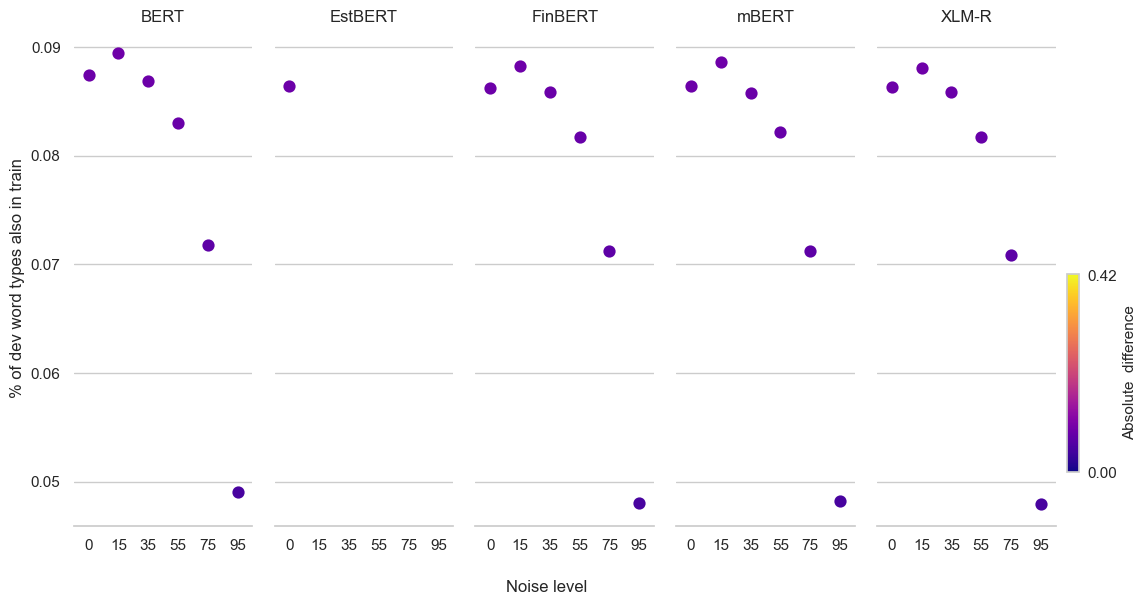 BERT EstBERT FinBERT mBERT XLM-R
0.09
0.08
0.07
0.06
0.05
% of dev word types also in train
0 15 35 55 75 95 0 15 35 55 75 95 0 15 35 55 75 95 0 15 35 55 75 95 0 15 35 55 75 95
Noise level
0.42
0.00
Absolute difference